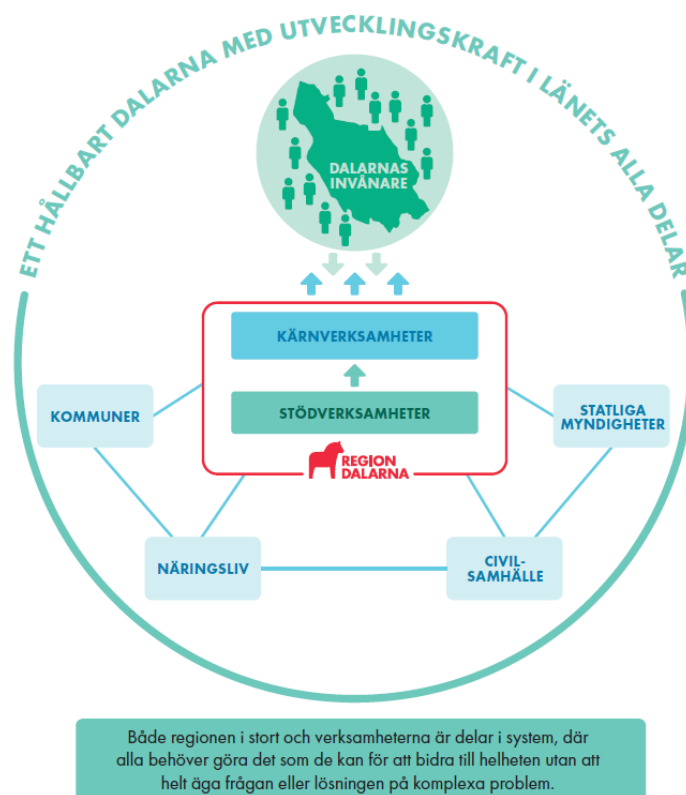 ETT HÅLLBART DALARNA MED UTVECKLINGSKRAFT I LÄNETS ALLA DELAR
DALARNAS
INVÅNARE
KÄRNVERKSAMHETER
STÖDVERKSAMHETER
REGION
DALARNA
KOMMUNER
STATLIGA
MYNDIGHETER
NÄRINGSLIV
CIVIL-
SAMHÄLLE
Både regionen i stort och verksamheterna är delar i system, där
alla behöver göra det som de kan för att bidra till helheten utan att
helt äga frågan eller lösningen på komplexa problem.